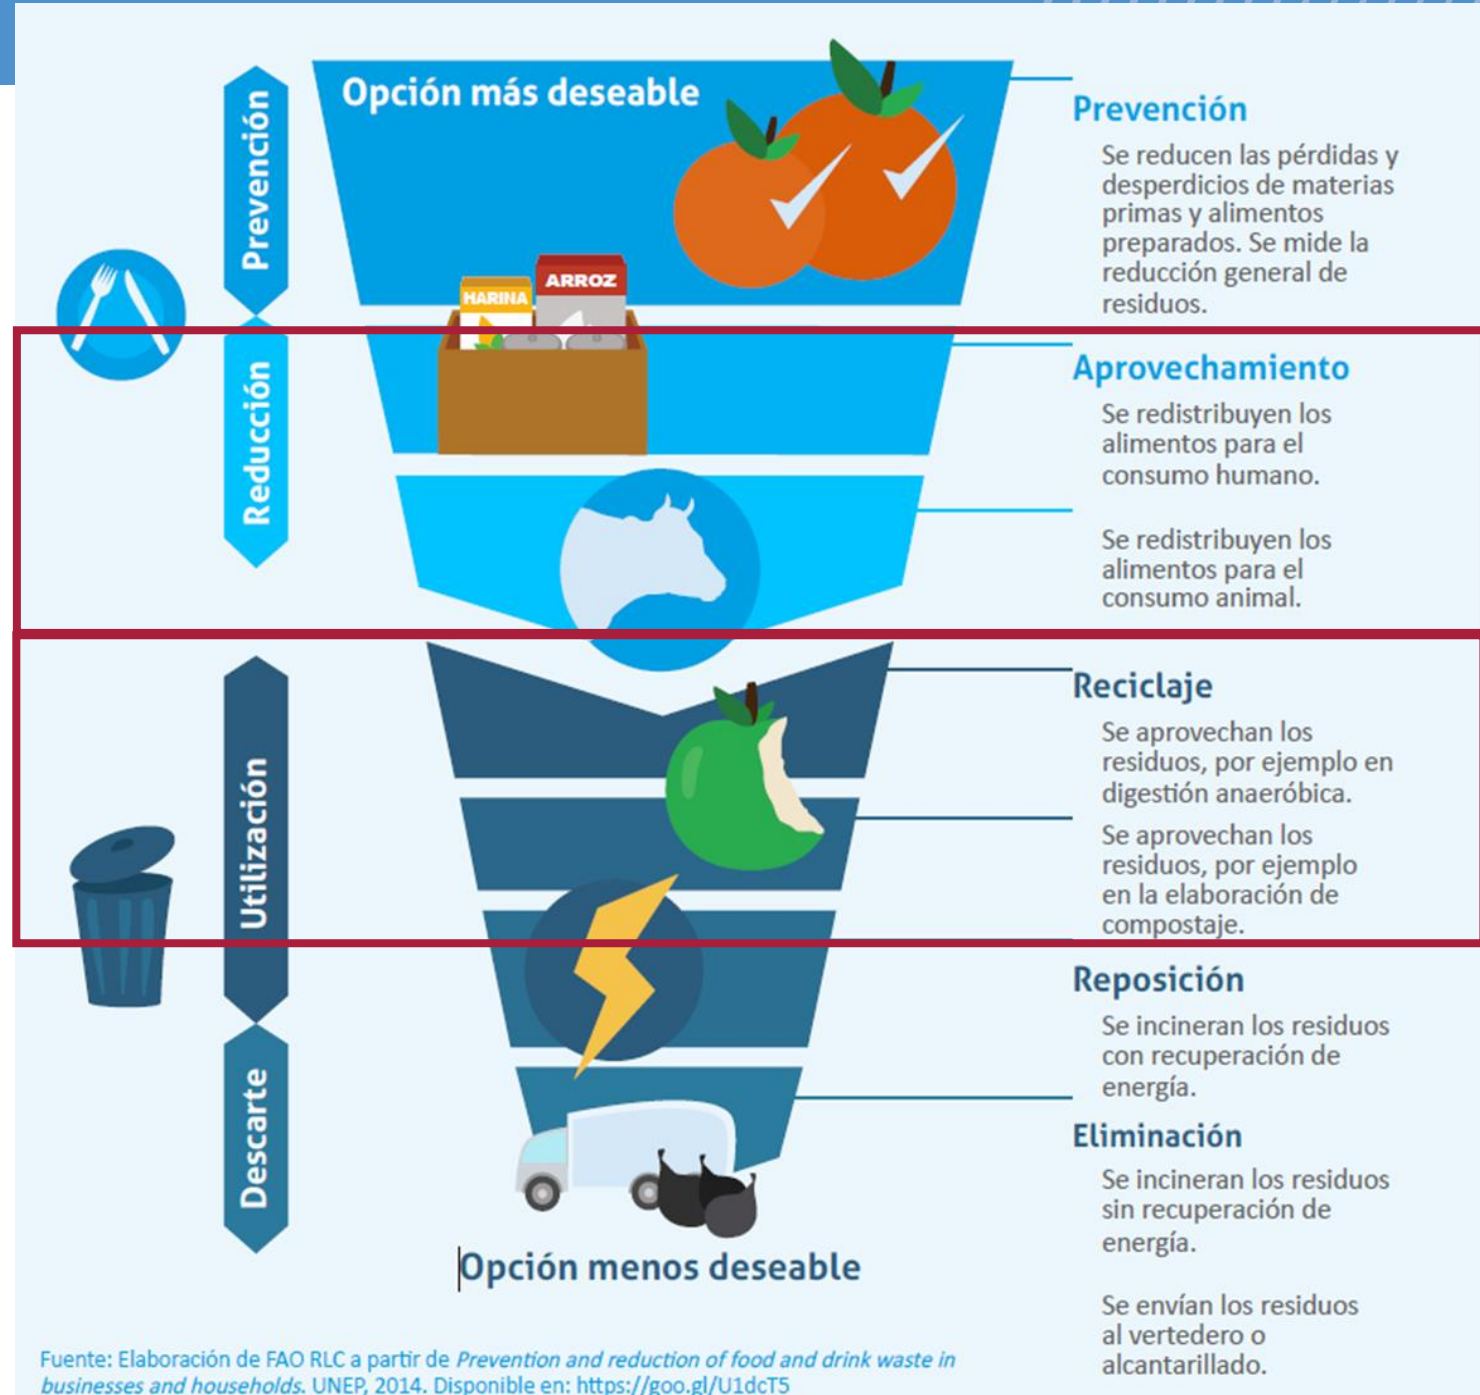 Opción más deseable
Prevención
Prevención
Se reducen las pérdidas y
desperdicios de materias
primas y alimentos
preparados. Se mide la
reducción general de
residuos.
HARINA
ARROZ
Reducción
Aprovechamiento
Se redistribuyen los
alimentos para el
consumo humano.
Se redistribuyen los
alimentos para el
consumo animal.
Utilización
Reciclaje
Se aprovechan los
residuos, por ejemplo en
digestión anaeróbica.
Se aprovechan los
residuos, por ejemplo
en la elaboración de
compostaje.
Reposición
Se incineran los residuos
con recuperación de
energía.
Descarte
Eliminación
Se incineran los residuos
sin recuperación de
energía.
Se envían los residuos
al vertedero o
alcantarillado.
Opción menos deseable
Fuente: Elaboración de FAO RLC a partir de Prevention and reduction of food and drink waste in
businesses and households. UNEP, 2014. Disponible en: https://goo.gl/U1dcT5